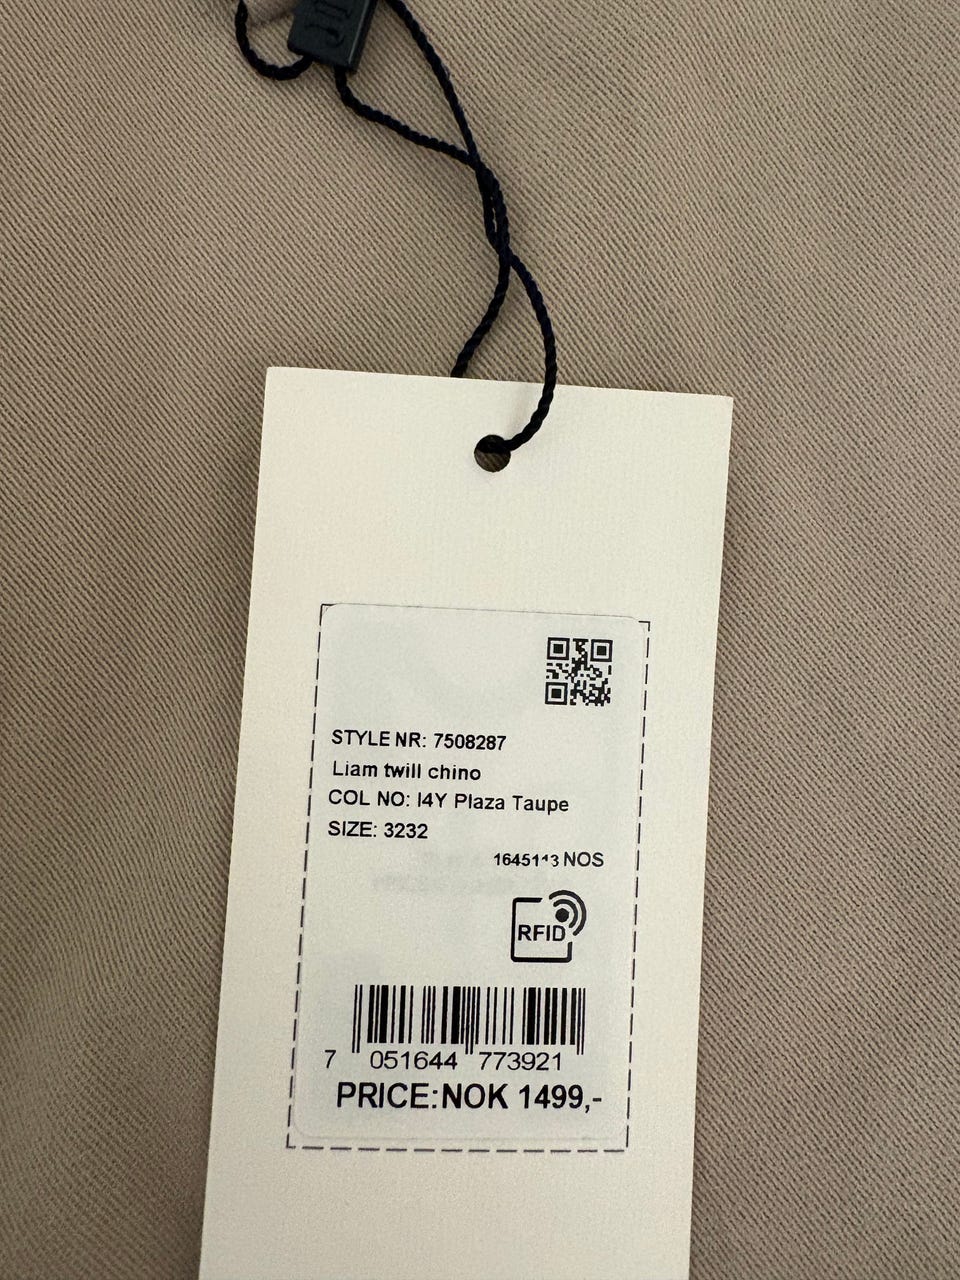 STYLE NR: 7508287
Liam twill chino
COL NO: I4Y Plaza Taupe
SIZE: 3232
NOS
RFID
7 051644 773921
PRICE:NOK 1499,-